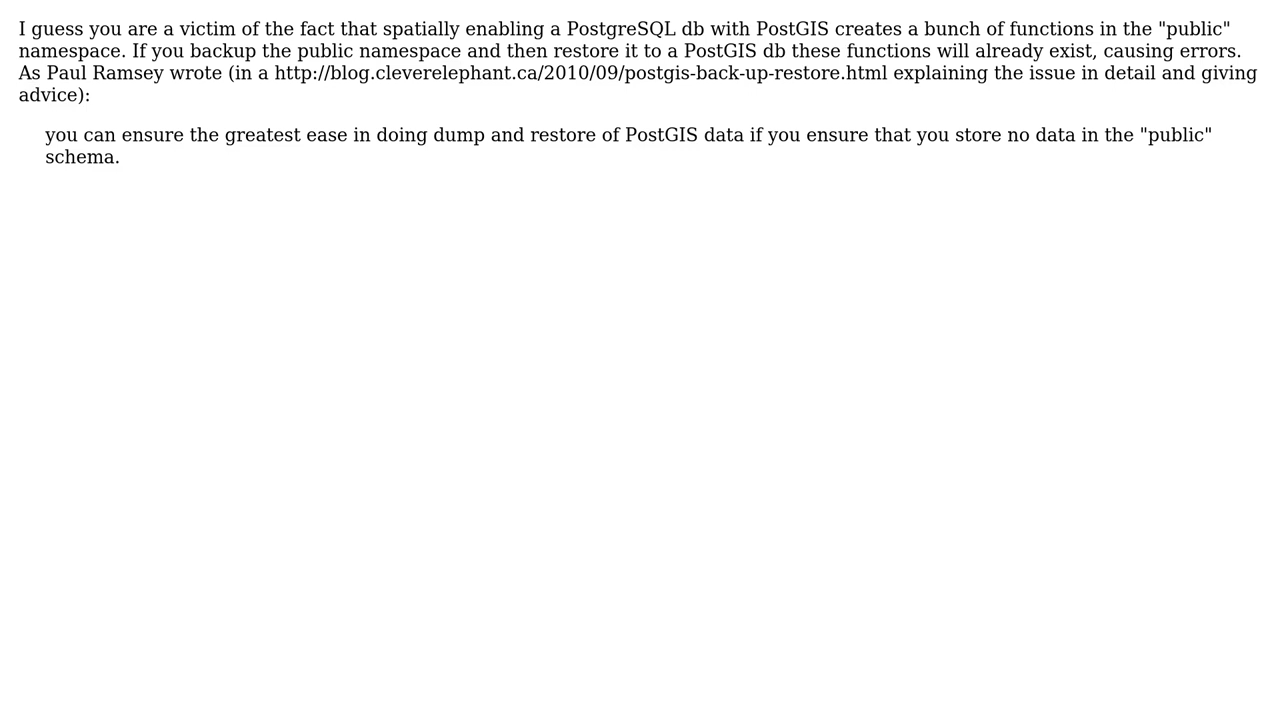 I guess you are a victim of the fact that spatially enabling a PostgreSQL db with PostGIS creates a bunch of functions in the "public"
namespace. If you backup the public namespace and then restore it to a PostGIS db these functions will already exist, causing errors.
As Paul Ramsey wrote (in a http://blog.cleverelephant.ca/2010/09/postgis-back-up-restore.html explaining the issue in detail and giving
advice):
you can ensure the greatest ease in doing dump and restore of PostGIS data if you ensure that you store no data in the "public"
schema.